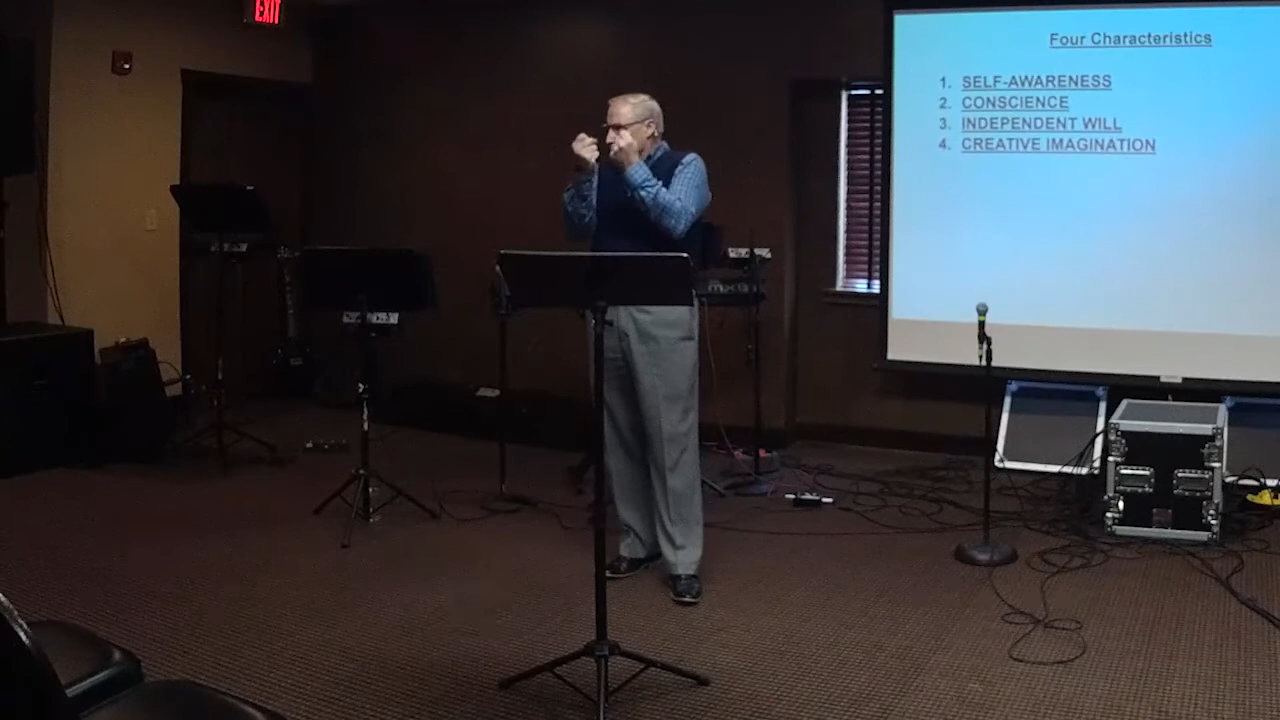 EXIT
Four Characteristics
1. SELF-AWARENESS
2. CONSCIENCE
3. INDEPENDENT WILL
4. CREATIVE IMAGINATION